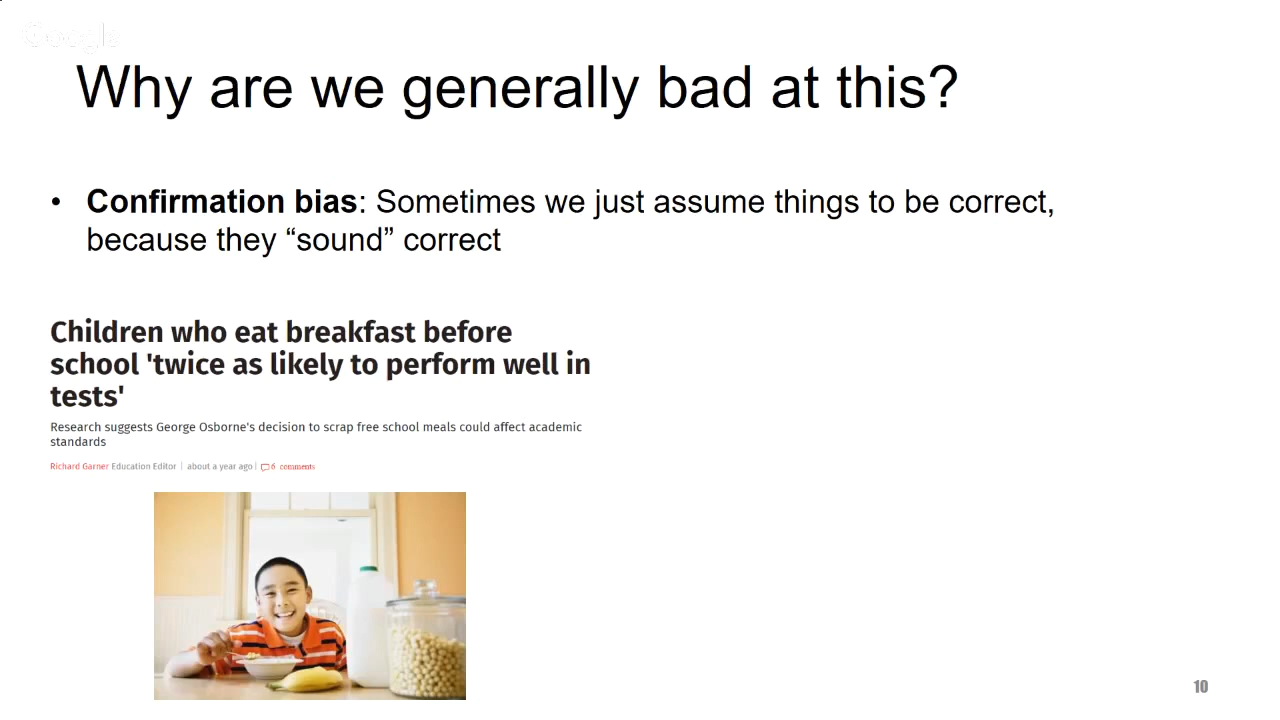 Google
Why are we generally bad at this?
• Confirmation bias: Sometimes we just assume things to be correct,
because they “sound” correct
Children who eat breakfast before
school 'twice as likely to perform well in
tests'
Research suggests George Osborne's decision to scrap free school meals could affect academic
standards
Richard Garner Education Editor | about a year ago | 6 comments
10